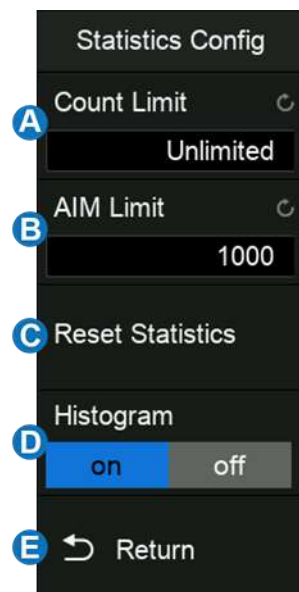 Statistics Config
A Count Limit
Unlimited
B AIM Limit
1000
C Reset Statistics
D Histogram
on off
E Return